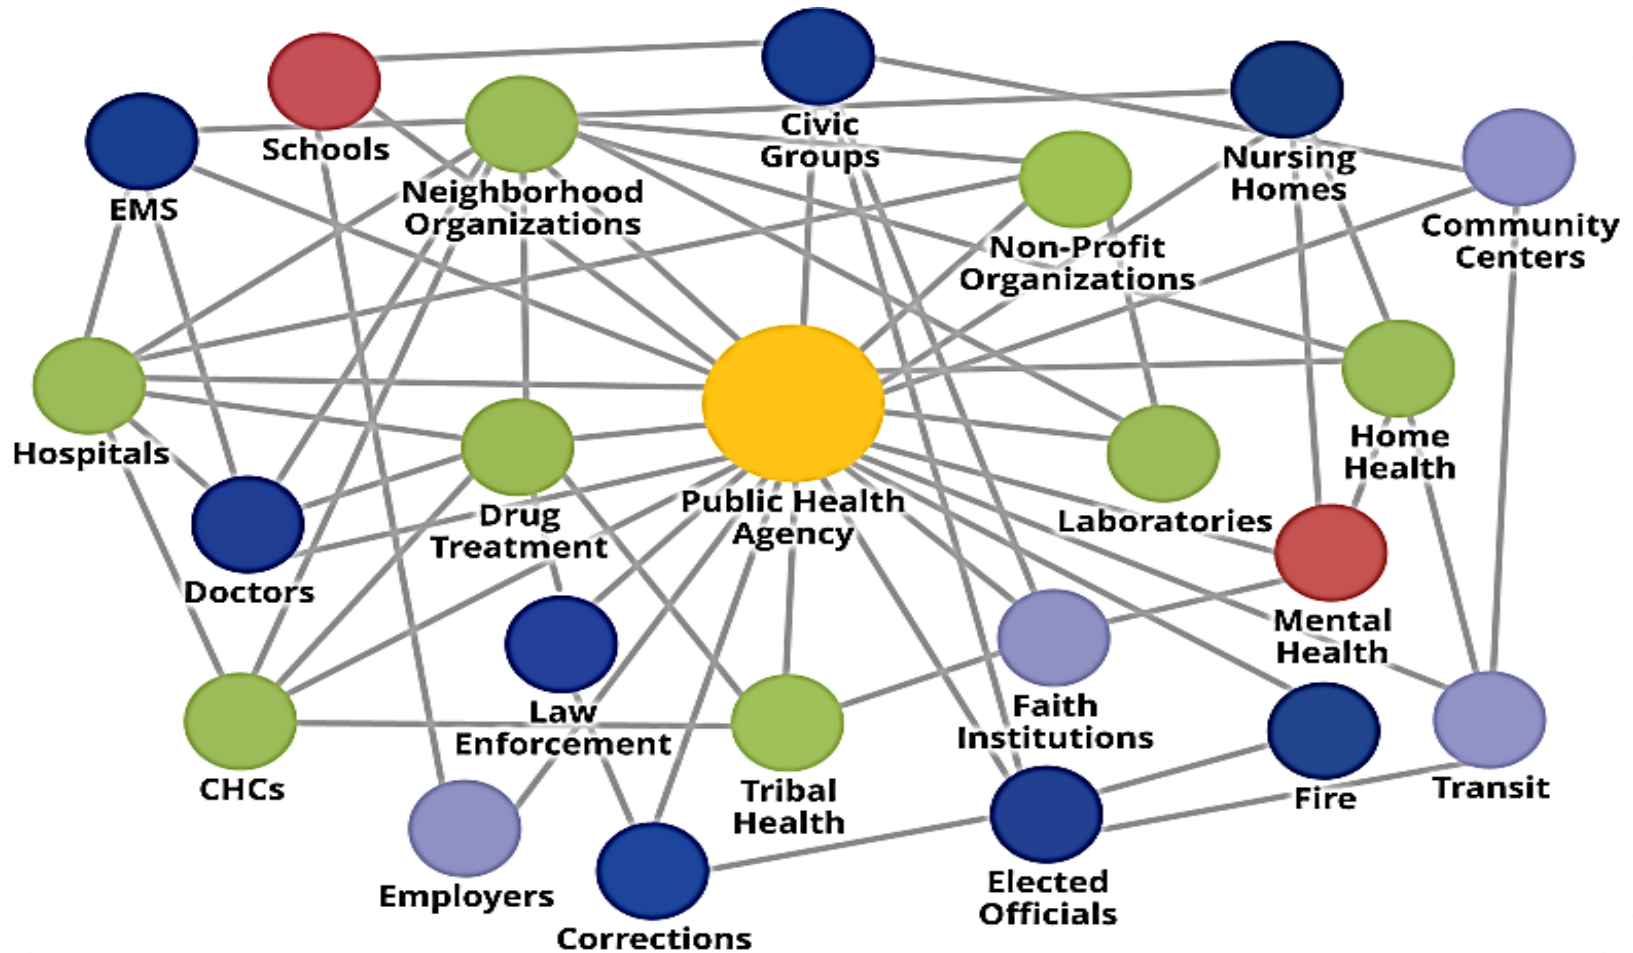 Schools
Civic
Groups
Nursing
Homes
EMS
Neighborhood
Organizations
Non-Profit
Organizations
Community
Centers
Hospitals
Home
Health
Drug
Treatment
Public Health
Agency
Laboratories
Doctors
Mental
Health
Law
Enforcement
Faith
Institutions
CHCs
Tribal
Health
Fire
Transit
Employers
Corrections
Elected
Officials